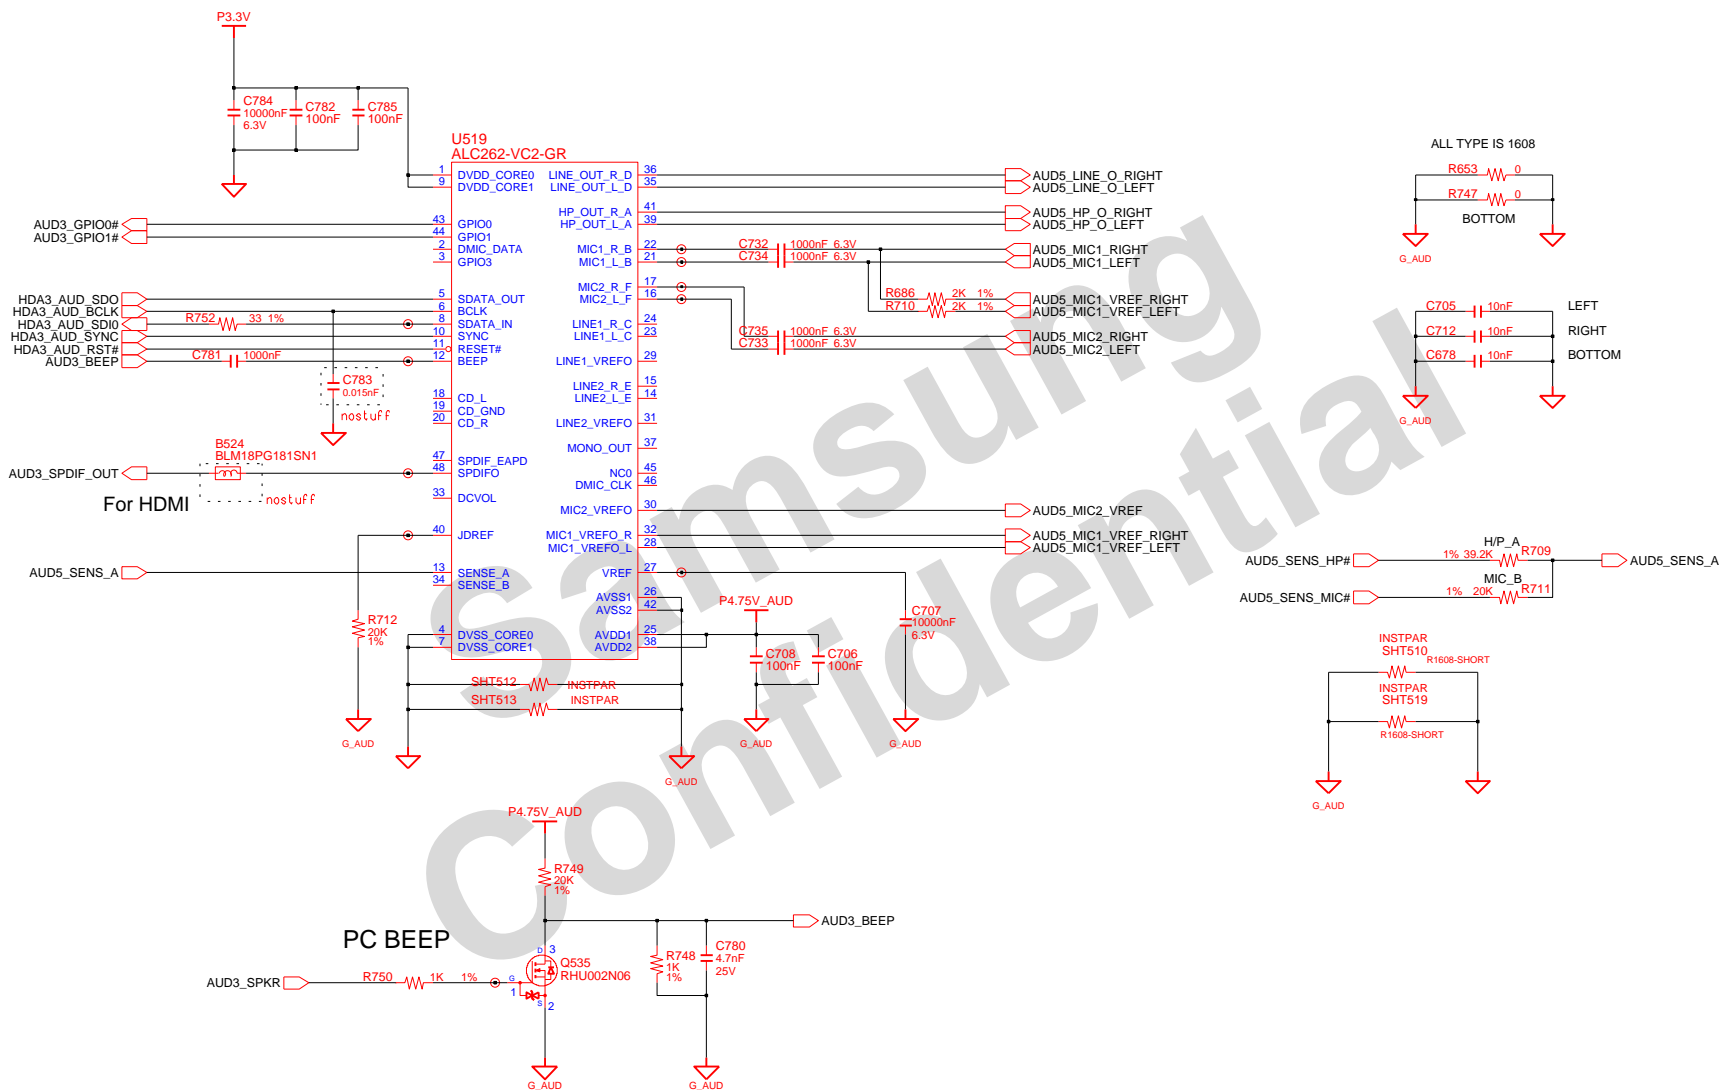 P3.3V
C784
10000nF
6.3V
C782
100nF
C785
100nF
U519
ALC262-VC2-GR
1 DVDD_CORE0 LINE_OUT_R_D 36 AUD5_LINE_O_RIGHT
9 DVDD_CORE1 LINE_OUT_L_D 35 AUD5_LINE_O_LEFT
HP_OUT_R_A 41 AUD5_HP_O_RIGHT
AUD3_GPIO0# 43 GPIO0 HP_OUT_L_A 39 AUD5_HP_O_LEFT
AUD3_GPIO1# 44 GPIO1
2 DMIC_DATA MIC1_R_B 22 C732 1000nF 6.3V AUD5_MIC1_RIGHT
3 GPIO3 MIC1_L_B 21 C734 1000nF 6.3V AUD5_MIC1_LEFT
MIC2_R_F 17
HDA3_AUD_SDO 5 SDATA_OUT MIC2_L_F 16 R686 2K 1% AUD5_MIC1_VREF_RIGHT
HDA3_AUD_BCLK 6 BCLK R710 2K 1% AUD5_MIC1_VREF_LEFT
HDA3_AUD_SDI0 R752 33 1% 8 SDATA_IN LINE1_R_C 24
HDA3_AUD_SYNC 10 SYNC LINE1_L_C 23 C735 1000nF 6.3V AUD5_MIC2_RIGHT
HDA3_AUD_RST# 11 RESET# C733 1000nF 6.3V AUD5_MIC2_LEFT
AUD3_BEEP C781 1000nF 12 BEEP LINE1_VREFO 29
C783
0.015nF
nostuff
LINE2_R_E 15
18 CD_L LINE2_L_E 14
19 CD_GND
20 CD_R LINE2_VREFO 31
MONO_OUT 37
B524
BLM18PG181SN1
47 SPDIF_EAPD
AUD3_SPDIF_OUT 48 SPDIFO NC0 45
DMIC_CLK 46
nostuff
For HDMI
33 DCVOL
MIC2_VREFO 30 AUD5_MIC2_VREF
40 JDREF MIC1_VREFO_R 32 AUD5_MIC1_VREF_RIGHT
MIC1_VREFO_L 28 AUD5_MIC1_VREF_LEFT
AUD5_SENS_A 13 SENSE_A VREF 27
34 SENSE_B
AVSS1 26
AVSS2 42
R712
20K
1%
4 DVSS_CORE0 AVDD1 25
7 DVSS_CORE1 AVDD2 38
P4.75V_AUD
C708
100nF
C706
100nF
C707
10000nF
6.3V
SHT512 INSTPAR
SHT513 INSTPAR
G_AUD
G_AUD
G_AUD
G_AUD
ALL TYPE IS 1608
R653 0
R747 0
BOTTOM
G_AUD
C705 10nF LEFT
C712 10nF RIGHT
C678 10nF BOTTOM
G_AUD
H/P_A
AUD5_SENS_HP# 1% 39.2K R709 AUD5_SENS_A
MIC_B
AUD5_SENS_MIC# 1% 20K R711
INSTPAR
SHT510
R1608-SHORT
INSTPAR
SHT519
R1608-SHORT
G_AUD
P4.75V_AUD
R749
20K
1%
AUD3_BEEP
PC BEEP
D 3
Q535
RHU002N06
AUD3_SPKR R750 1K 1% G
1
S 2
R748
1K
1%
C780
4.7nF
25V
G_AUD
G_AUD
Samsung
Confidential